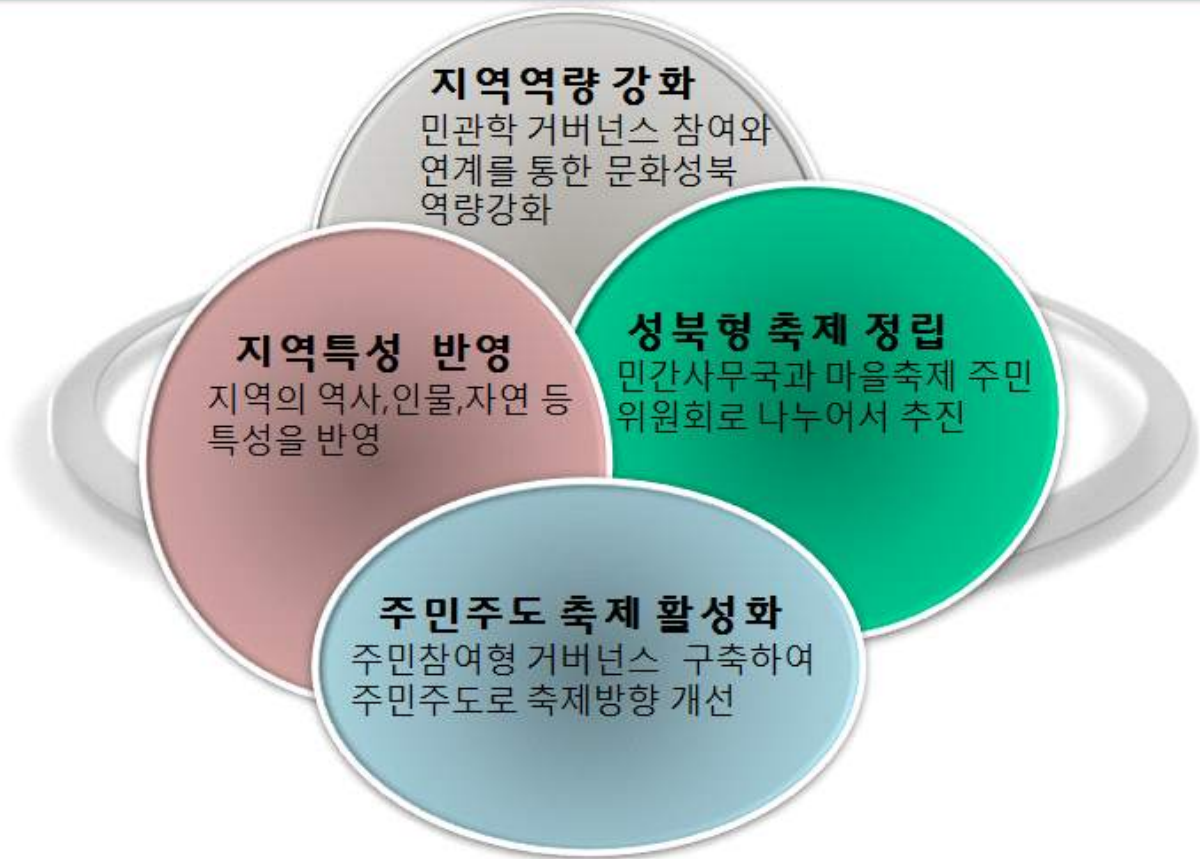 지역역량 강화
민관학 거버넌스 참여와
연계를 통한 문화성북
역량강화
지역특성 반영
지역의 역사,인물,자연 등
특성을 반영
성북형 축제 정립
민간사무국과 마을축제 주민
위원회로 나누어서 추진
주민주도 축제 활성화
주민참여형 거버넌스 구축하여
주민주도로 축제방향 개선